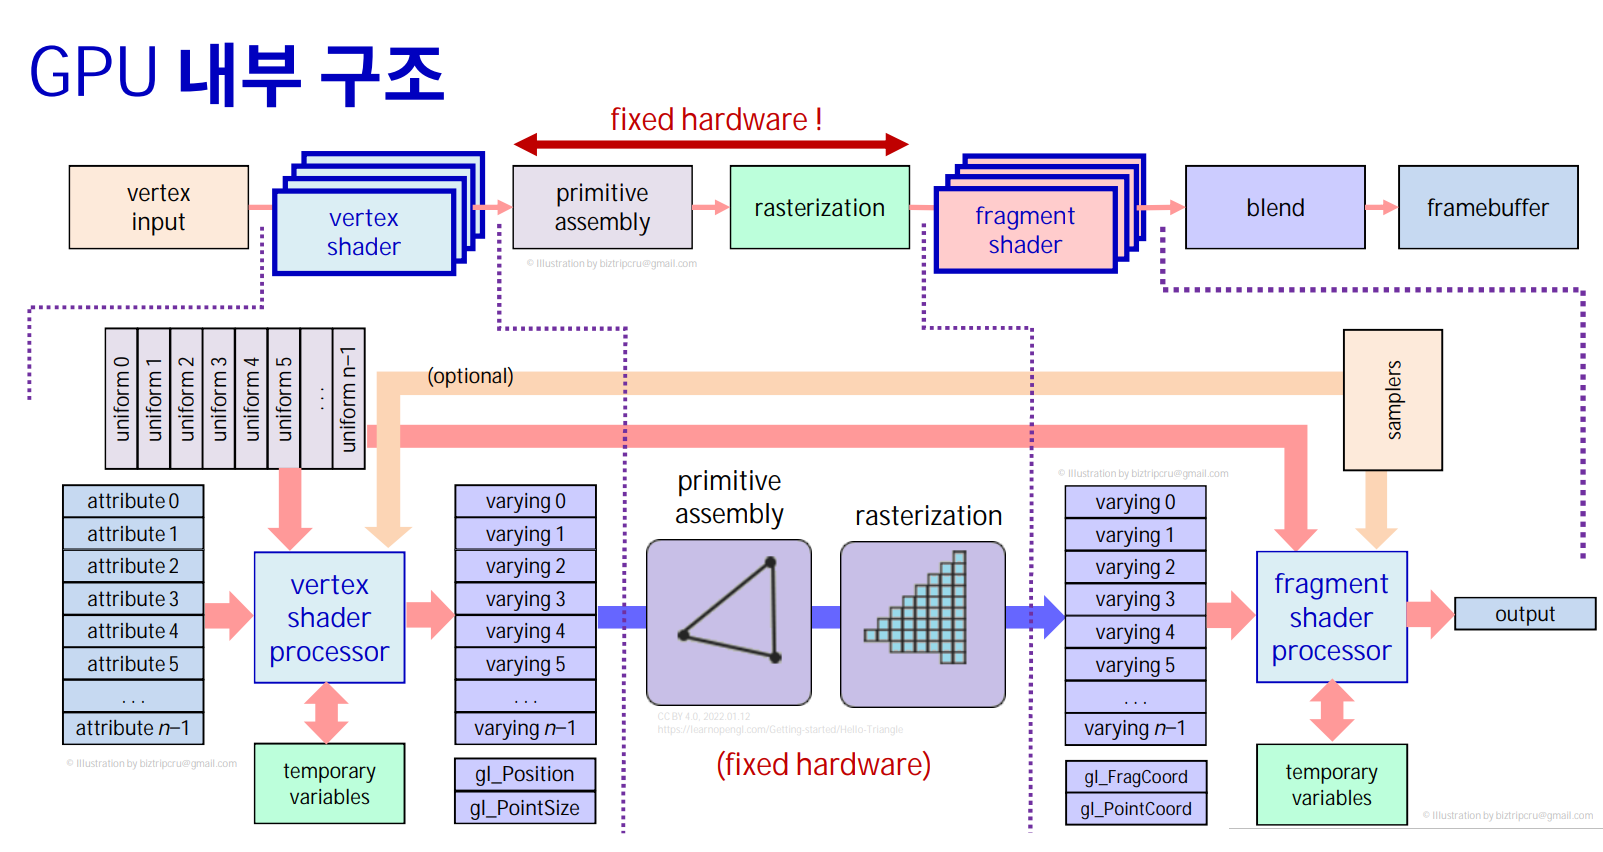 GPU 내부 구조
fixed hardware !
vertex
input
vertex
shader
primitive
assembly
rasterization
fragment
shader
blend
framebuffer
© Illustration by biztripcru@gmail.com
uniform 0
uniform 1
uniform 2
uniform 3
uniform 4
uniform 5
. . .
uniform n–1
(optional)
samplers
attribute 0
attribute 1
attribute 2
attribute 3
attribute 4
attribute 5
. . .
attribute n–1
© Illustration by biztripcru@gmail.com
vertex
shader
processor
temporary
variables
varying 0
varying 1
varying 2
varying 3
varying 4
varying 5
. . .
varying n–1
gl_Position
gl_PointSize
primitive
assembly
rasterization
CC BY 4.0, 2022.01.12
https://learnopengl.com/Getting-started/Hello-Triangle
(fixed hardware)
© Illustration by biztripcru@gmail.com
varying 0
varying 1
varying 2
varying 3
varying 4
varying 5
. . .
varying n–1
gl_FragCoord
gl_PointCoord
fragment
shader
processor
temporary
variables
output
© Illustration by biztripcru@gmail.com